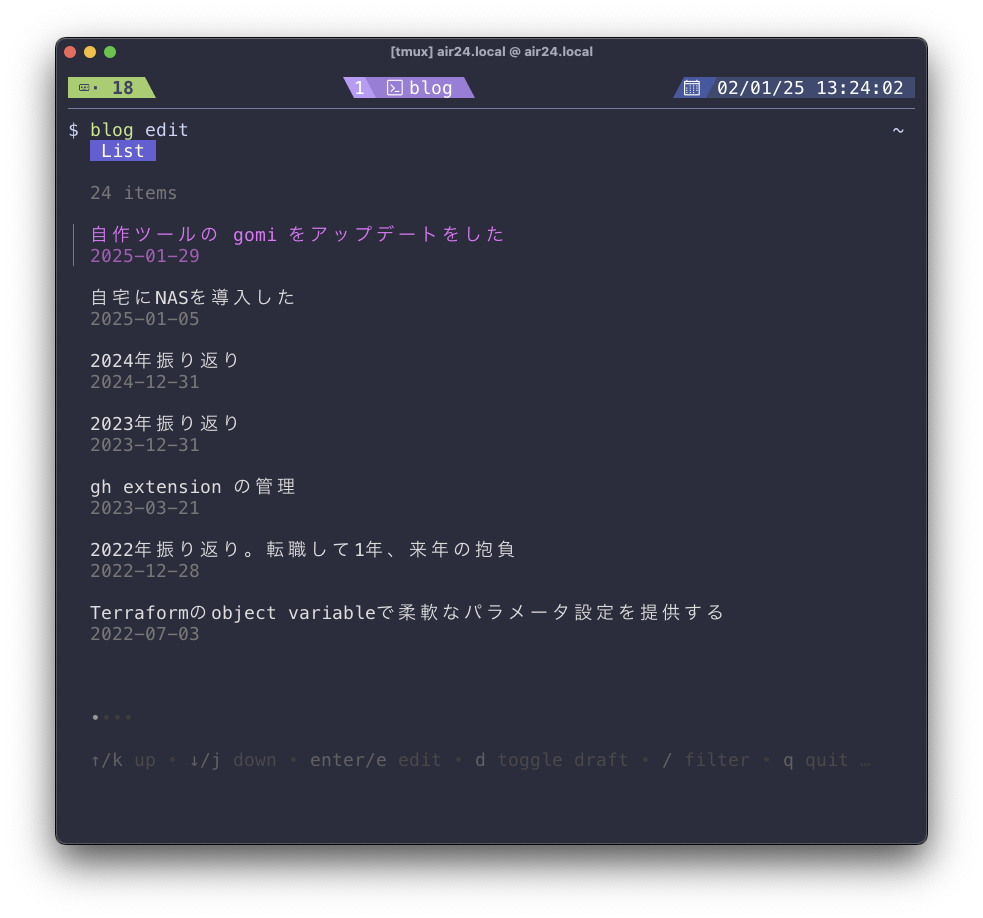 [tmux] air24.local @ air24.local
18 1 blog 02/01/25 13:24:02
$ blog edit ~
List
24 items
自作ツールの gomi をアップデートをした
2025-01-29
自宅にNASを導入した
2025-01-05
2024年振り返り
2024-12-31
2023年振り返り
2023-12-31
gh extension の管理
2023-03-21
2022年振り返り。転職して1年、来年の抱負
2022-12-28
Terraformのobject variableで柔軟なパラメータ設定を提供する
2022-07-03
↑/k up • ↓/j down • enter/e edit • d toggle draft • / filter • q quit …